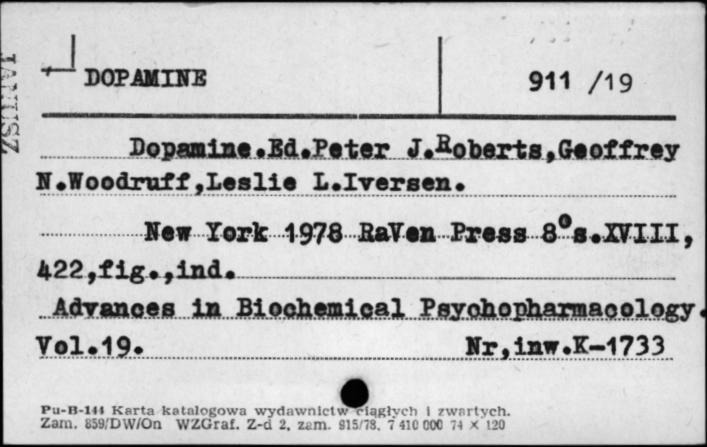 DOPAMINE 911 /19
JANUSZ
Dopamine.Ed.Peter J.Roberts,Geoffrey
N.Woodruff,Leslie L.Iversen.
New York 1978 RaVen Press 8°s.XVIII,
422,fig.,ind.
Advances in Biochemical Psychopharmacology.
Vol.19. Nr,inw.K-1733
Pu-B-144 Karta katalogowa wydawnictw ciągłych i zwartych.
Zam. 859/DW/On WZGraf. Z-d 2, zam. 915/78, 7 410 000 74 × 120